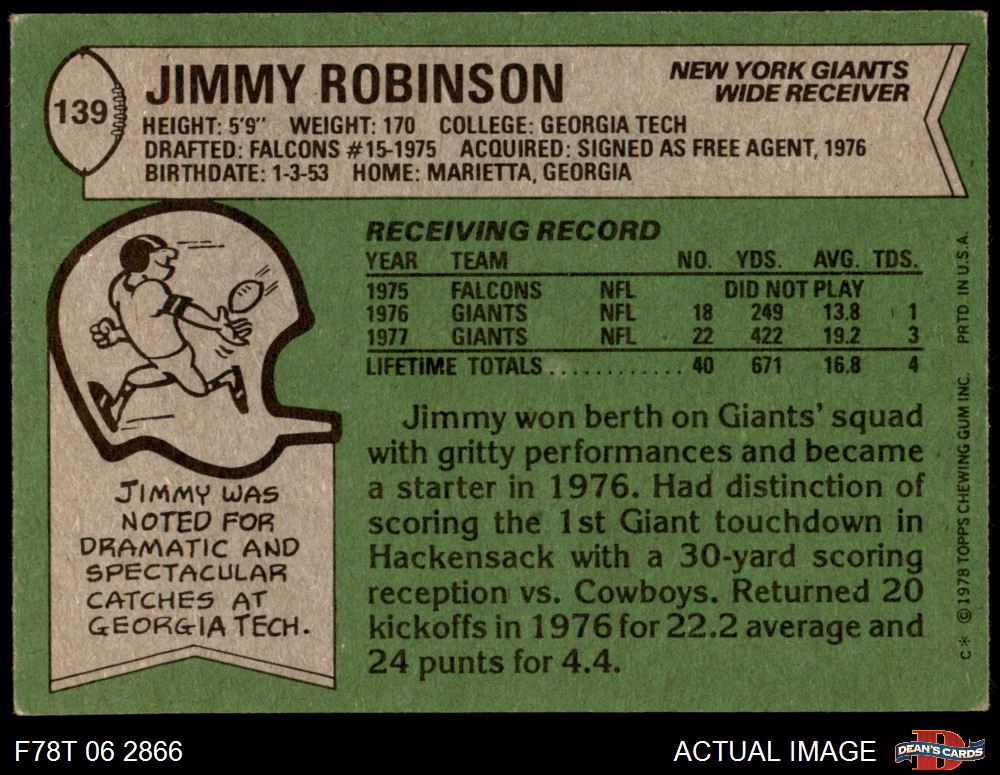 139
JIMMY ROBINSON
NEW YORK GIANTS
WIDE RECEIVER
HEIGHT: 5'9" WEIGHT: 170 COLLEGE: GEORGIA TECH
DRAFTED: FALCONS #15-1975 ACQUIRED: SIGNED AS FREE AGENT, 1976
BIRTHDATE: 1-3-53 HOME: MARIETTA, GEORGIA
RECEIVING RECORD
YEAR TEAM NO. YDS. AVG. TDS.
1975 FALCONS NFL DID NOT PLAY
1976 GIANTS NFL 18 249 13.8 1
1977 GIANTS NFL 22 422 19.2 3
LIFETIME TOTALS............ 40 671 16.8 4
Jimmy won berth on Giants' squad
with gritty performances and became
a starter in 1976. Had distinction of
scoring the 1st Giant touchdown in
Hackensack with a 30-yard scoring
reception vs. Cowboys. Returned 20
kickoffs in 1976 for 22.2 average and
24 punts for 4.4.
JIMMY WAS
NOTED FOR
DRAMATIC AND
SPECTACULAR
CATCHES AT
GEORGIA TECH.
C* ©1978 TOPPS CHEWING GUM INC. PRTD. IN U.S.A.
F78T 06 2866
ACTUAL IMAGE
D
DEAN'S CARDS